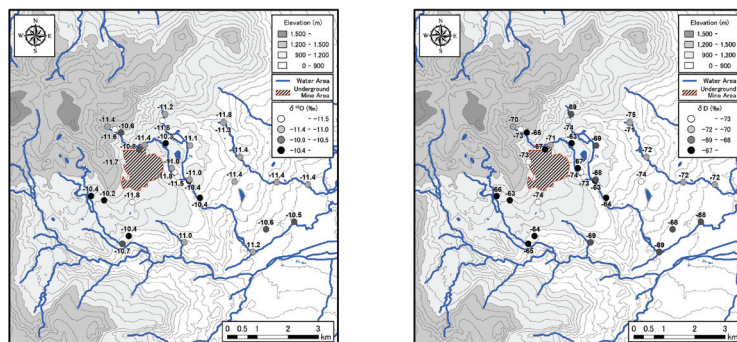 N
W E
S
Elevation (m)
1,500 -
1,200 - 1,500
900 - 1,200
0 - 900
Water Area
Underground
Mine Area
δ ¹⁸O (‰)
- -11.5
-11.4 - -11.0
-10.9 - -10.5
-10.4 -
-11.2
-11.4
-10.6
-11.6
-11.8
-11.3
-11.4
-11.1
-11.7
-11.0
-11.4
-11.8
-11.5
-11.0
-10.4
-11.4
-11.4
-11.4
-10.4
-10.2
-11.8
-10.4
-10.6
-10.5
-10.4
-10.7
-11.0
-11.2
0 0.5 1 2 3
km
N
W E
S
Elevation (m)
1,500 -
1,200 - 1,500
900 - 1,200
0 - 900
Water Area
Underground
Mine Area
δ D (‰)
- -73
-72 - -70
-69 - -68
-67 -
-69
-70
-66
-73
-74
-75
-71
-71
-63
-69
-67
-73
-72
-67
-74
-73
-68
-63
-72
-72
-66
-63
-74
-64
-68
-68
-64
-65
-69
-69
0 0.5 1 2 3
km